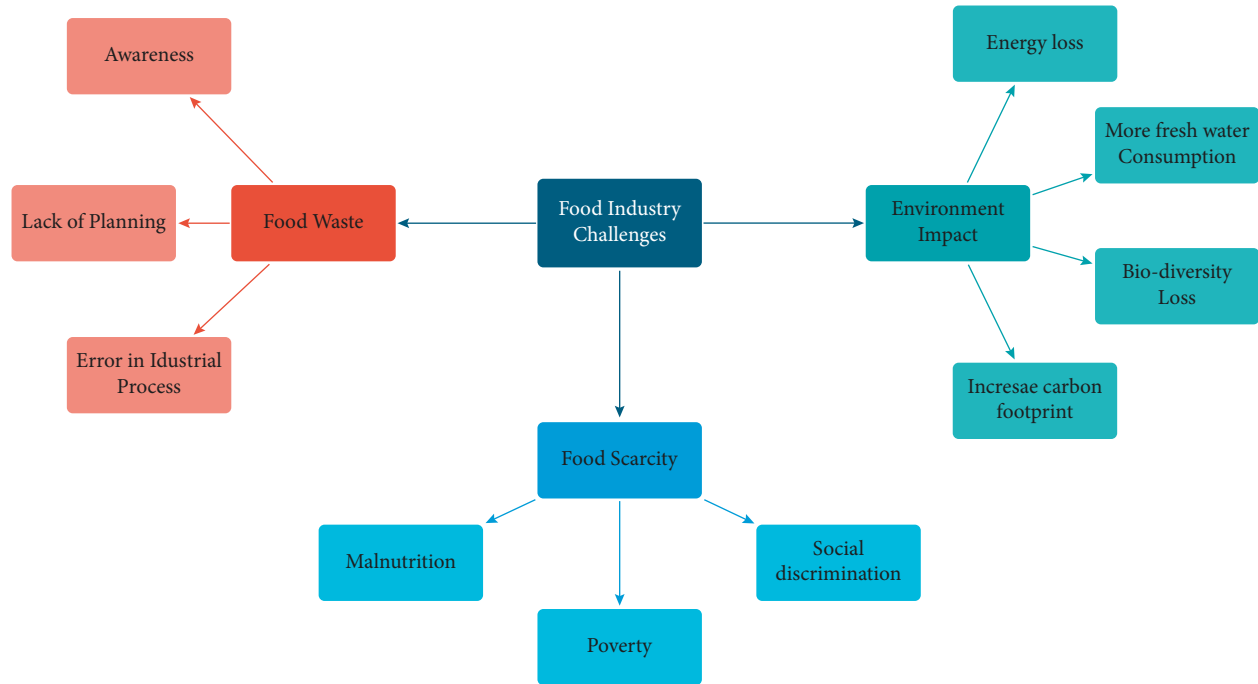 Awareness
Energy loss
More fresh water
Consumption
Lack of Planning
Food Waste
Food Industry
Challenges
Environment
Impact
Bio-diversity
Loss
Error in Idustrial
Process
Incresae carbon
footprint
Food Scarcity
Malnutrition
Social
discrimination
Poverty